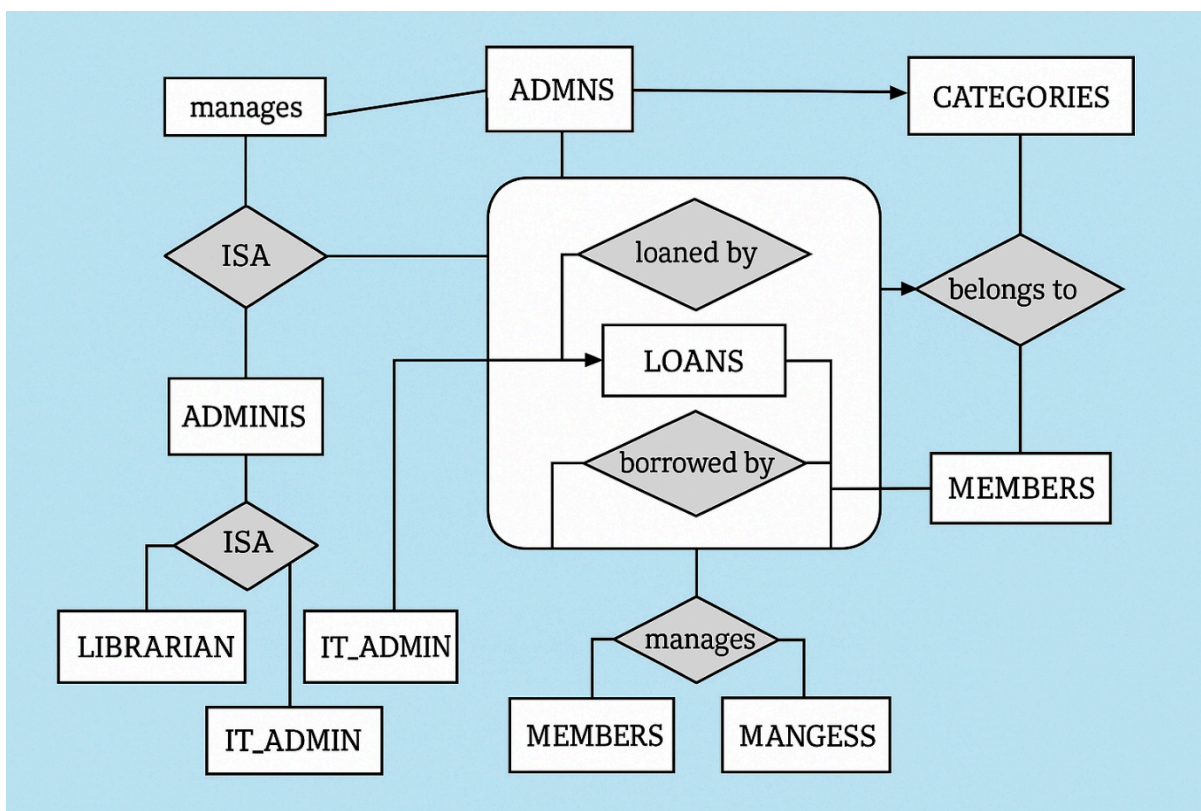 manages
ADMNS
CATEGORIES
ISA
loaned by
belongs to
LOANS
ADMINIS
borrowed by
MEMBERS
ISA
LIBRARIAN
IT_ADMIN
manages
IT_ADMIN
MEMBERS
MANGESS